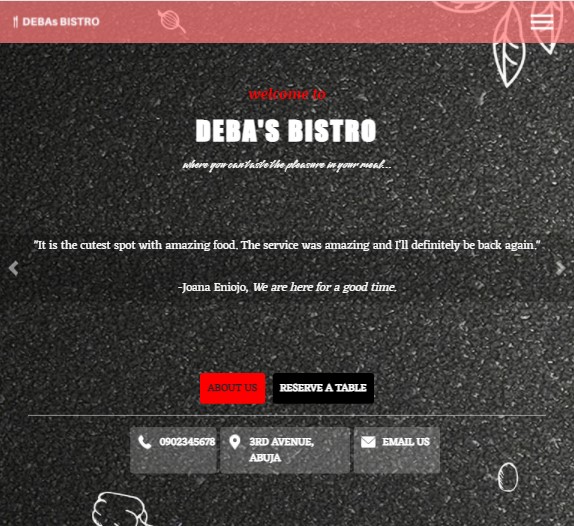 DEBAs BISTRO
welcome to
DEBA'S BISTRO
where you can taste the pleasure in your meal...
"It is the cutest spot with amazing food. The service was amazing and I'll definitely be back again."
-Joana Eniojo, We are here for a good time.
ABOUT US RESERVE A TABLE
0902345678 3RD AVENUE, EMAIL US
ABUJA